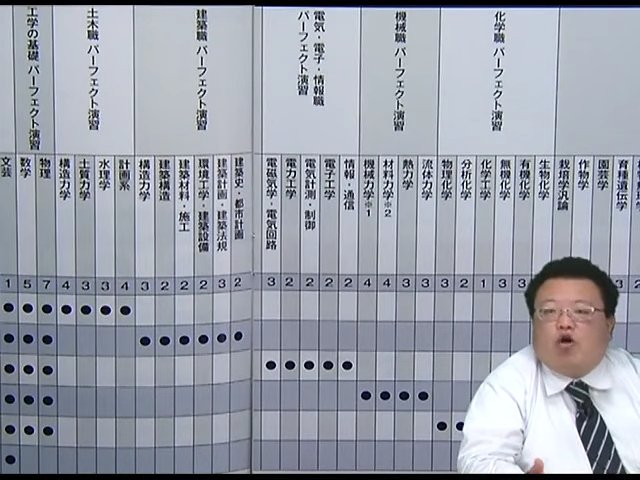 工学の基礎 パーフェクト演習
土木職 パーフェクト演習
建築職 パーフェクト演習
電気・電子・情報職
パーフェクト演習
機械職 パーフェクト演習
化学職 パーフェクト演習
文芸
数学
物理
構造力学
土質力学
水理学
計画系
構造力学
建築構造
建築材料・施工
環境工学・建築設備
建築計画・建築法規
建築史・都市計画
電磁気学・電気回路
電力工学
電気計測・制御
電子工学
情報・通信
機械力学※1
材料力学※2
熱力学
流体力学
物理化学
分析化学
化学工学
無機化学
有機化学
生物化学
栽培学汎論
作物学
園芸学
育種遺伝学
1 5 7 4 3 3 4 3 2 2 2 3 2 3 2 2 2 2 4 4 3 3 3 2 1 3